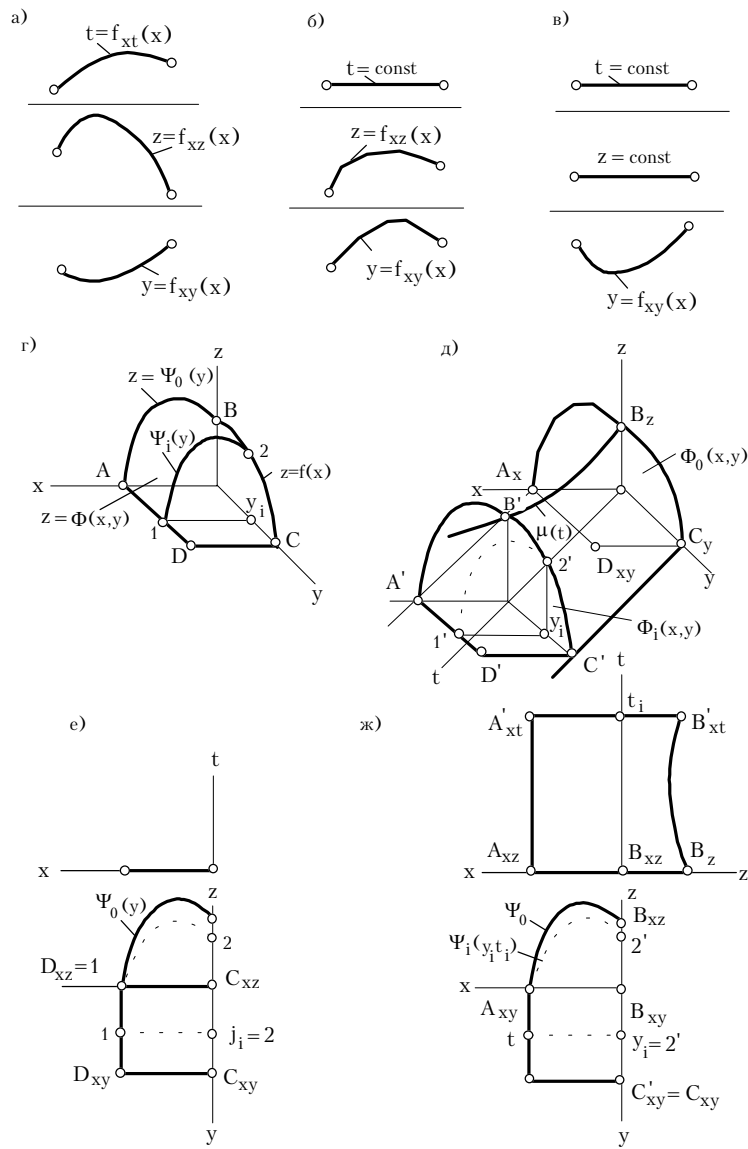 а)
t=f_xt(x)
z=f_xz(x)
y=f_xy(x)
б)
t=const
z=f_xz(x)
y=f_xy(x)
в)
t=const
z=const
y=f_xy(x)
г)
z
z=Ψ_0(y)
B
Ψ_i(y)
2
A
x
z=f(x)
z=Φ(x,y)
1
y_i
D
C
y
д)
z
B_z
A_x
Φ_0(x,y)
x
B'
μ(t)
C_y
D_xy
2'
y
A'
y_i
Φ_i(x,y)
1'
t
D'
C'
е)
t
x
z
Ψ_0(y)
2
D_xz=1
C_xz
1
j_i=2
D_xy
C_xy
y
ж)
t
t_i
A'_xt
B'_xt
A_xz
B_xz
B_z
x
z
z
Ψ_0
B_xz
Ψ_i(y_i t_i)
2'
x
A_xy
B_xy
t
y_i=2'
C'_xy=C_xy
y